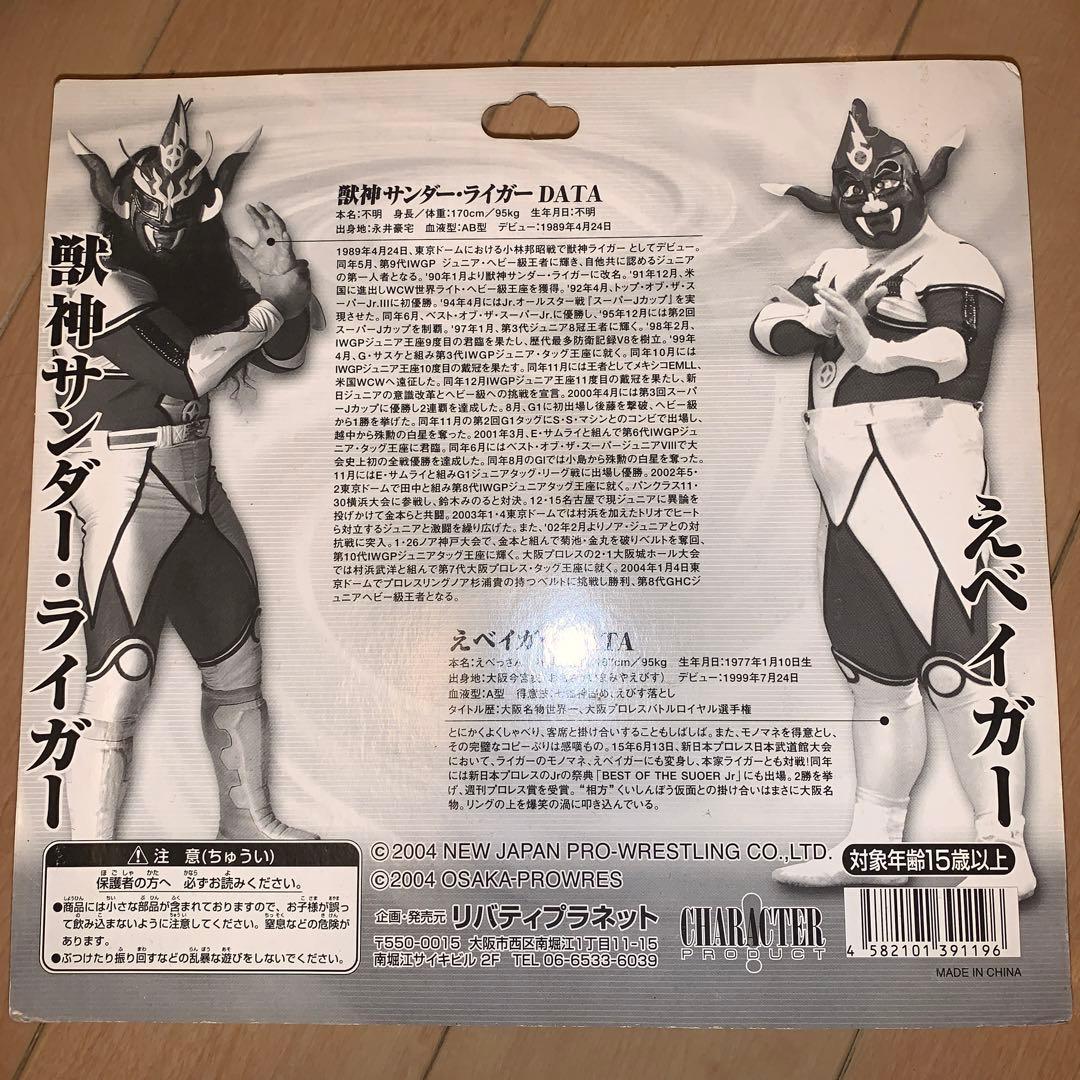 獣神サンダー・ライガー
獣神サンダー・ライガー DATA
本名:不明 身長/体重:170cm/95kg 生年月日:不明
出身地:永井豪宅 血液型:AB型 デビュー:1989年4月24日
1989年4月24日、東京ドームにおける小林邦昭戦で獣神ライガー としてデビュー。
同年5月、第9代IWGP ジュニア・ヘビー級王者に輝き、自他共に認めるジュニア
の第一人者となる。'90年1月より獣神サンダー・ライガーに改名。'91年12月、米
国に進出しWCW世界ライト・ヘビー級王座を獲得。'92年4月、トップ・オブ・ザ・ス
ーパーJr.IIIに初優勝。'94年4月にはJr.オールスター戦『スーパーJカップ』を実
現させた。同年6月、ベスト・オブ・ザ・スーパーJr.に優勝し、'95年12月には第2回
スーパーJカップを制覇。'97年1月、第3代ジュニア8冠王者に輝く。'98年2月、
IWGPジュニア王座9度目の君臨を果たし、歴代最多防衛記録V8を樹立。'99年
4月、G・サスケと組み第3代IWGPジュニア・タッグ王座に就く。同年10月には
IWGPジュニア王座10度目の戴冠を果たす。同年11月には王者としてメキシコEMLL、
米国WCWへ遠征した。同年12月IWGPジュニア王座11度目の戴冠を果たし、新
日ジュニアの意識改革とヘビー級への挑戦を宣言。2000年4月には第3回スーパ
ーJカップに優勝し2連覇を達成した。8月、G1に初出場し後藤を撃破、ヘビー級
から1勝を挙げた。同年11月の第2回G1タッグにS・S・マシンとのコンビで出場し、
越中から殊勲の白星を奪った。2001年3月、E・サムライと組んで第6代IWGPジュ
ニア・タッグ王座に君臨。同年6月にはベスト・オブ・ザ・スーパージュニアVIIIで大
会史上初の全戦優勝を達成した。同年8月のGIでは小島から殊勲の白星を奪った。
11月にはE・サムライと組みG1ジュニアタッグ・リーグ戦に出場し優勝。2002年5・
2東京ドームで田中と組み第8代IWGPジュニアタッグ王座に就く。パンクラス11・
30横浜大会に参戦し、鈴木みのると対決。12・15名古屋で現ジュニアに異論を
投げかけて金本らと共闘。2003年1・4東京ドームでは村浜を加えたトリオでヒート
ら対立するジュニアと激闘を繰り広げた。また、'02年2月よりノア・ジュニアとの対
抗戦に突入。1・26ノア神戸大会で、金本と組んで菊池・金丸を破りベルトを奪回、
第10代IWGPジュニアタッグ王座に輝く。大阪プロレスの2・1大阪城ホール大会
では村浜武洋と組んで第7代大阪プロレス・タッグ王座に就く。2004年1月4日東
京ドームでプロレスリングノア杉浦貴の持つベルトに挑戦し勝利、第8代GHCジ
ュニアヘビー級王者となる。
えべイガー
えべイガー DATA
本名:えべっさん cm/95kg 生年月日:1977年1月10日生
出身地:大阪今宮戎 デビュー:1999年7月24日
血液型:A型 得意技: えびす落とし
タイトル歴:大阪名物世界一、大阪プロレスバトルロイヤル選手権
とにかくよくしゃべり、客席と掛け合いすることもしばしば。また、モノマネを得意とし、
その完璧なコピーぶりは感嘆もの。15年6月13日、新日本プロレス日本武道館大会
において、ライガーのモノマネ、えべイガーにも変身し、本家ライガーとも対戦!同年
には新日本プロレスのJrの祭典「BEST OF THE SUOER Jr」にも出場。2勝を挙
げ、週刊プロレス賞を受賞。“相方”くいしんぼう仮面との掛け合いはまさに大阪名
物。リングの上を爆笑の渦に叩き込んでいる。
注 意(ちゅうい)
保護者の方へ 必ずお読みください。
●商品には小さな部品が含まれておりますので、お子様が誤っ
て飲み込まないように注意してください。窒息などの危険が
あります。
●ぶつけたり振り回すなどの乱暴な遊びをしないでください。
©2004 NEW JAPAN PRO-WRESTLING CO.,LTD.
©2004 OSAKA-PROWRES
企画・発売元 リバティプラネット
〒550-0015 大阪市西区南堀江1丁目11-15
南堀江サイキビル 2F TEL 06-6533-6039
CHARACTER
PRODUCT
対象年齢15歳以上
4 582101 391196
MADE IN CHINA